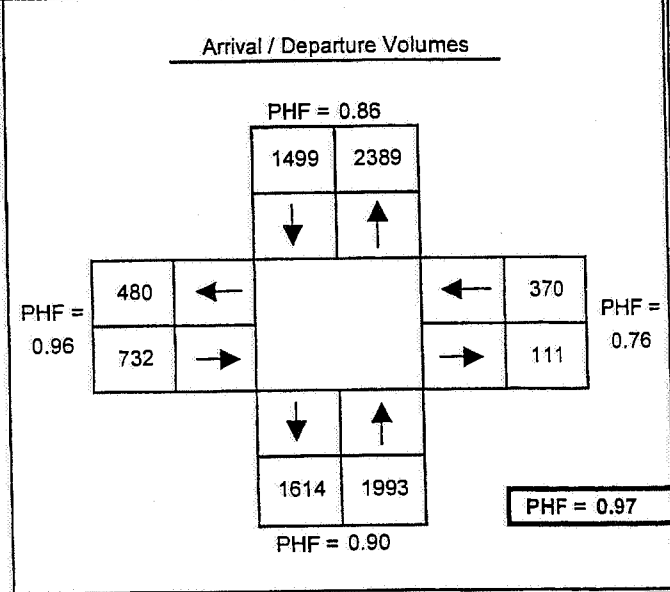 Arrival / Departure Volumes
PHF = 0.86
1499 2389
480 370
PHF = PHF =
0.96 0.76
732 111
1614 1993
PHF = 0.97
PHF = 0.90